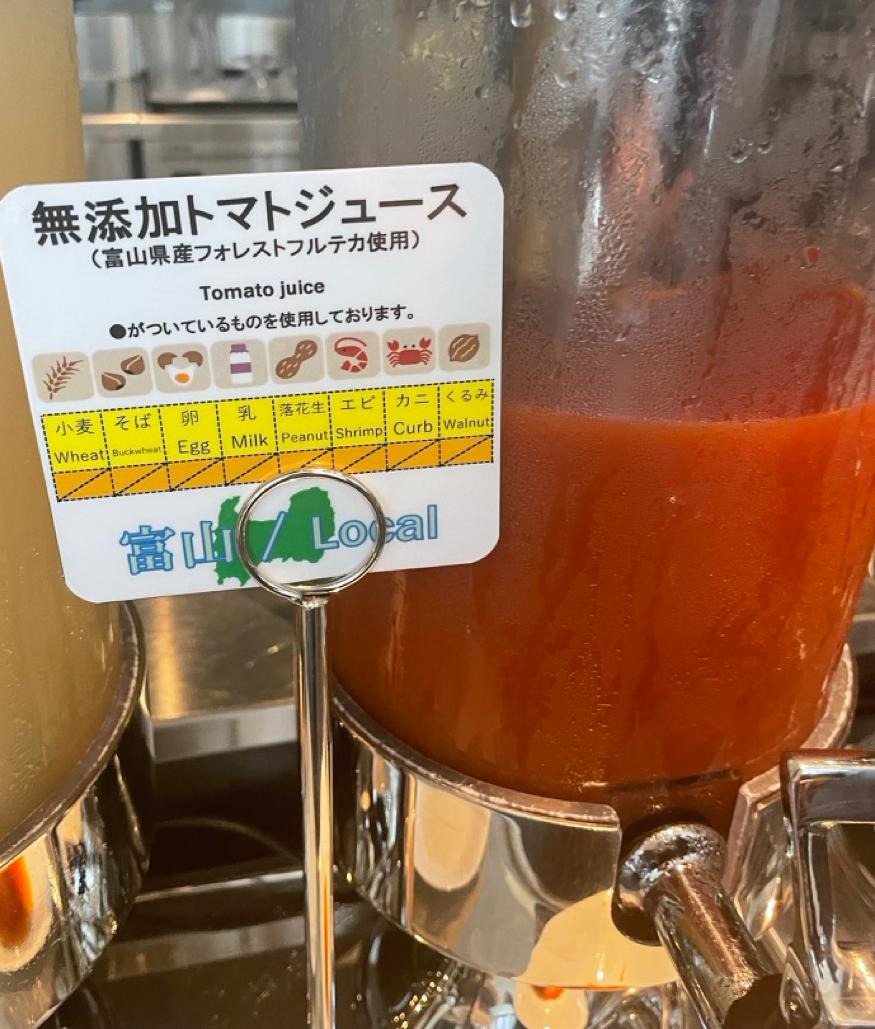 無添加トマトジュース
（富山県産フォレストフルテカ使用）
Tomato juice
●がついているものを使用しております。
小麦 そば 卵 乳 落花生 エビ カニ くるみ
Wheat Buckwheat Egg Milk Peanut Shrimp Curb Walnut
富山 / Local